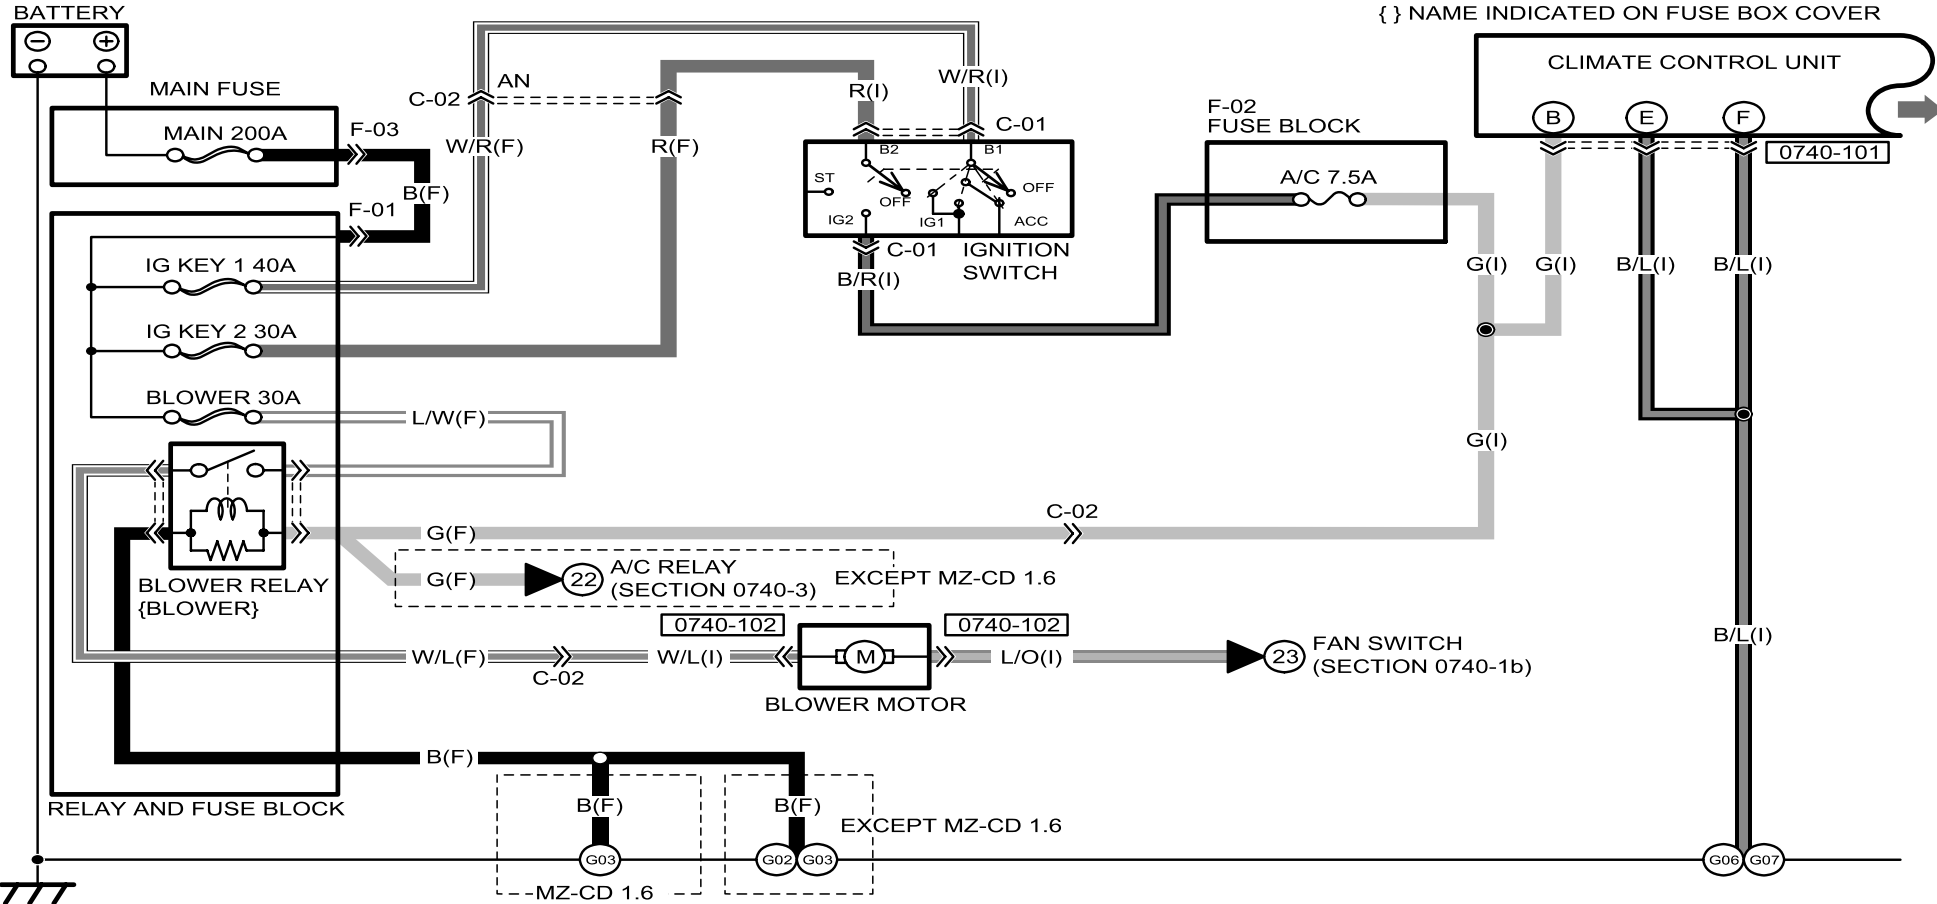 BATTERY
{ } NAME INDICATED ON FUSE BOX COVER
− +
MAIN FUSE
MAIN 200A
F-03
B(F)
F-01
C-02
AN
W/R(F)
R(F)
R(I)
W/R(I)
C-01
B2
B1
ST
OFF
OFF
IG2
IG1
ACC
C-01
IGNITION
SWITCH
B/R(I)
F-02
FUSE BLOCK
A/C 7.5A
CLIMATE CONTROL UNIT
B
E
F
0740-101
G(I)
G(I)
B/L(I)
B/L(I)
IG KEY 1 40A
IG KEY 2 30A
BLOWER 30A
L/W(F)
G(I)
C-02
G(F)
BLOWER RELAY
{BLOWER}
G(F)
22
A/C RELAY
(SECTION 0740-3)
EXCEPT MZ-CD 1.6
0740-102
0740-102
W/L(F)
C-02
W/L(I)
M
L/O(I)
23
FAN SWITCH
(SECTION 0740-1b)
B/L(I)
BLOWER MOTOR
B(F)
RELAY AND FUSE BLOCK
B(F)
B(F)
EXCEPT MZ-CD 1.6
G03
G02
G03
G06
G07
MZ-CD 1.6